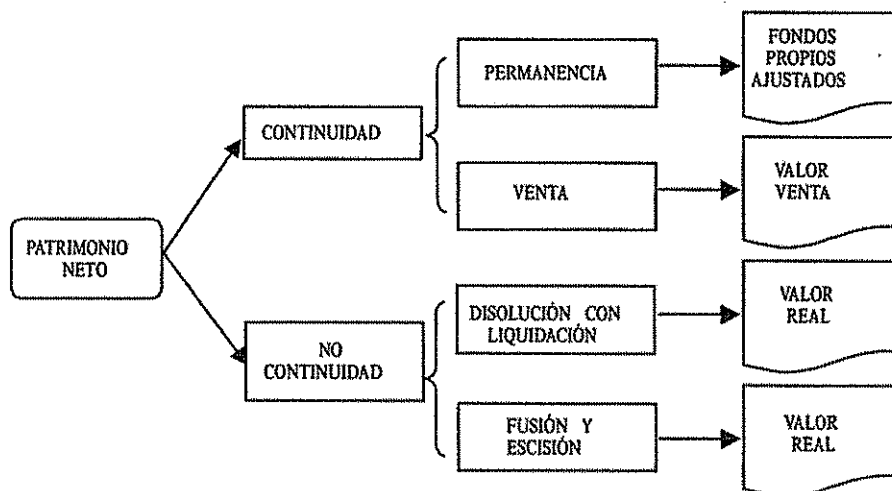 PATRIMONIO
NETO
CONTINUIDAD
PERMANENCIA
FONDOS
PROPIOS
AJUSTADOS
VENTA
VALOR
VENTA
NO
CONTINUIDAD
DISOLUCIÓN CON
LIQUIDACIÓN
VALOR
REAL
FUSIÓN Y
ESCISIÓN
VALOR
REAL